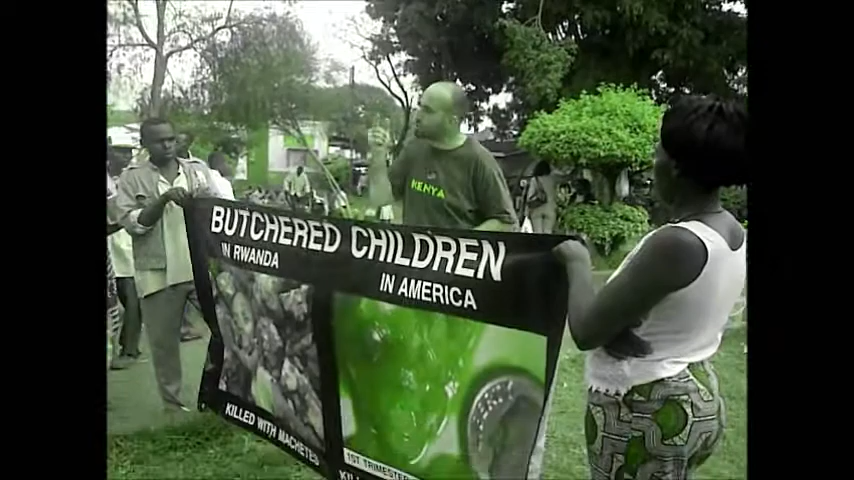 KENYA
BUTCHERED CHILDREN
IN RWANDA
IN AMERICA
KILLED WITH MACHETES
1ST TRIMESTER